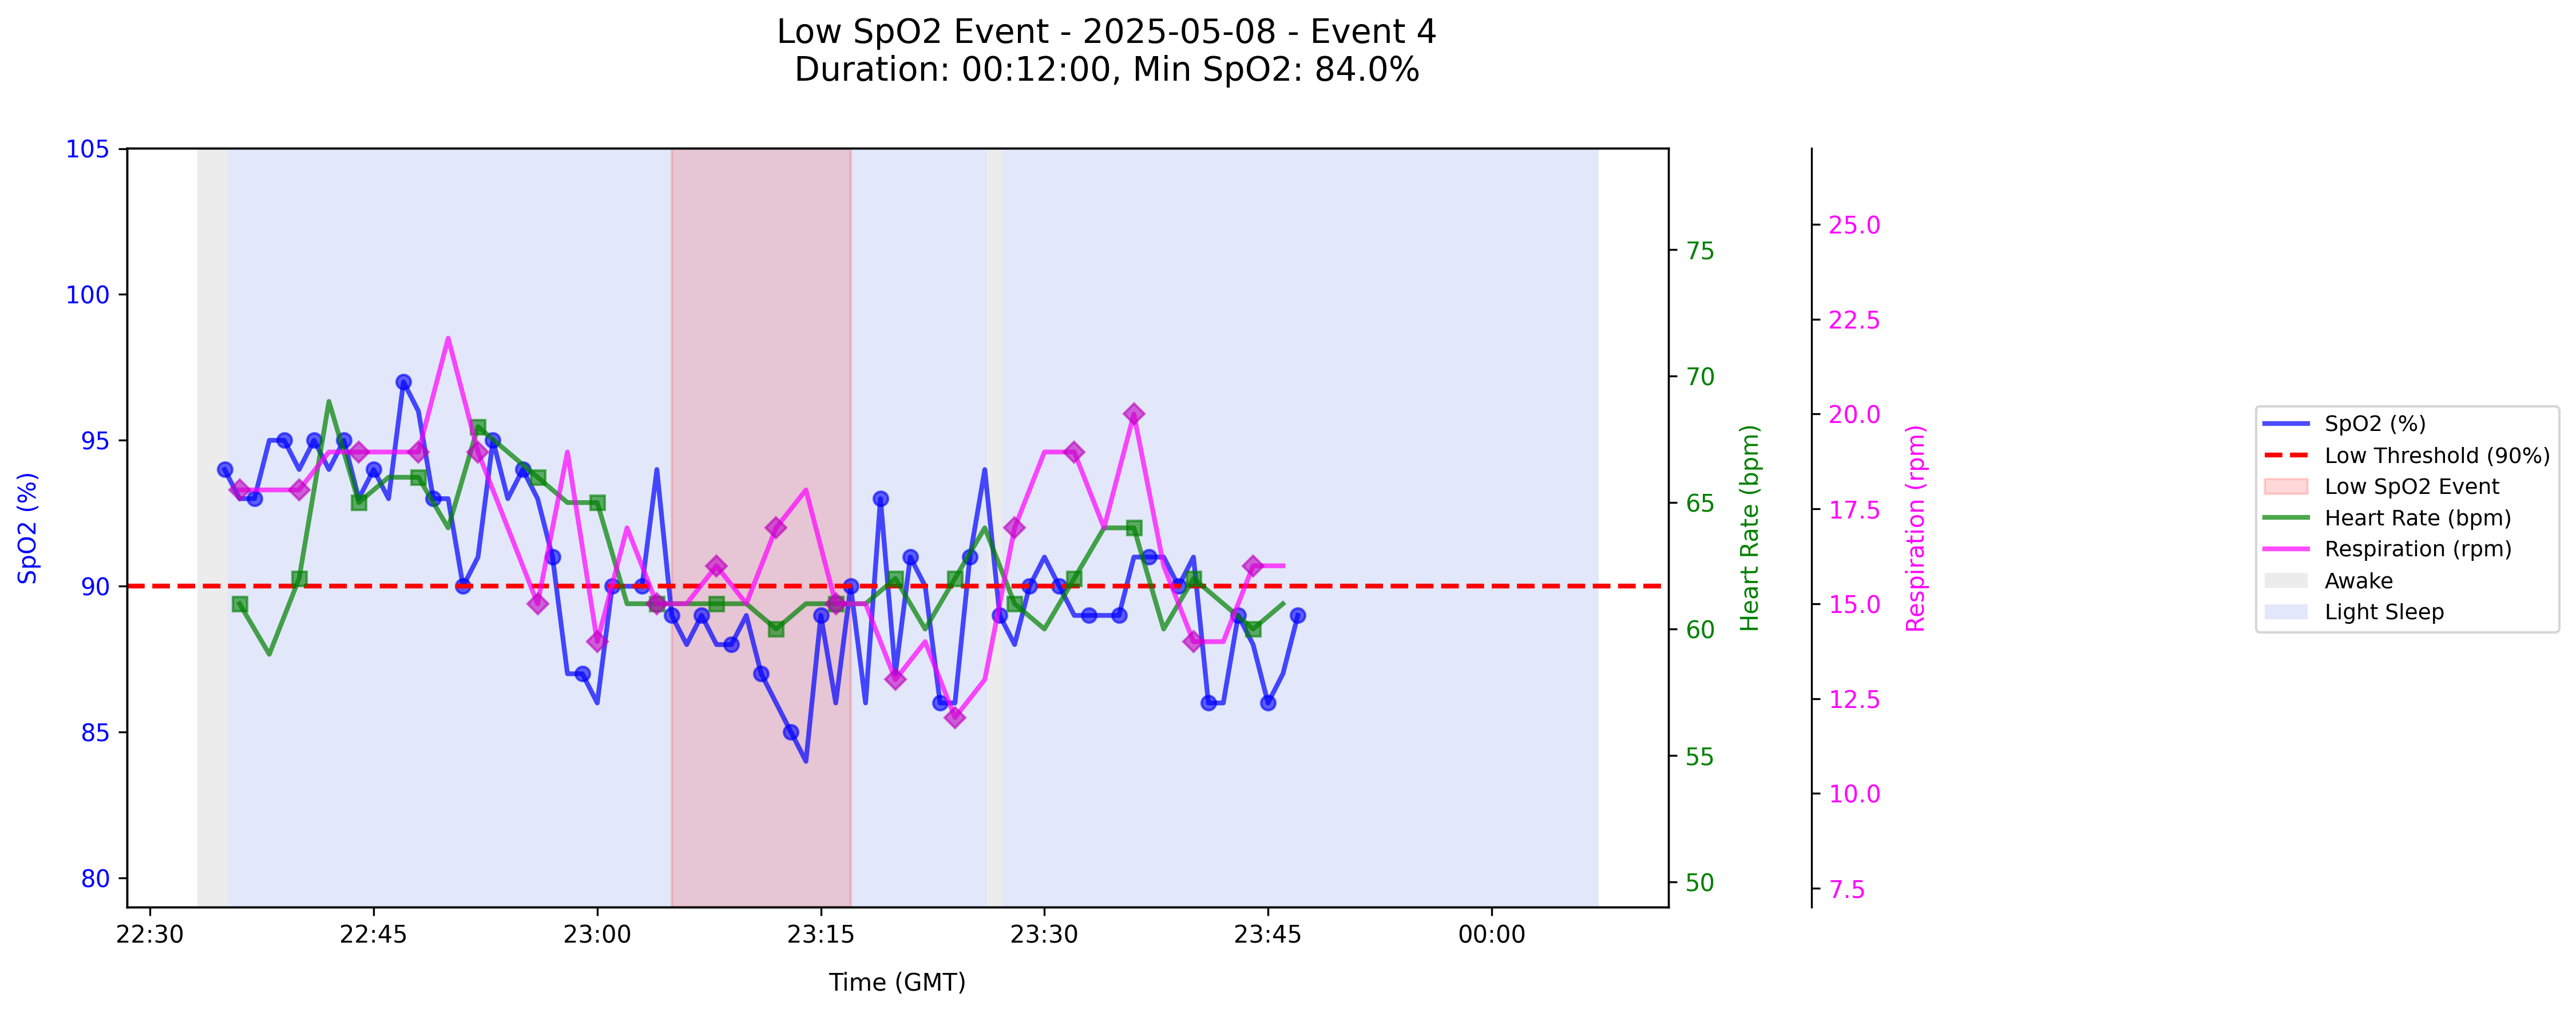 Low SpO2 Event - 2025-05-08 - Event 4
Duration: 00:12:00, Min SpO2: 84.0%
105
100
95
90
85
80
SpO2 (%)
75
70
65
60
55
50
Heart Rate (bpm)
25.0
22.5
20.0
17.5
15.0
12.5
10.0
7.5
Respiration (rpm)
SpO2 (%)
Low Threshold (90%)
Low SpO2 Event
Heart Rate (bpm)
Respiration (rpm)
Awake
Light Sleep
22:30
22:45
23:00
23:15
23:30
23:45
00:00
Time (GMT)